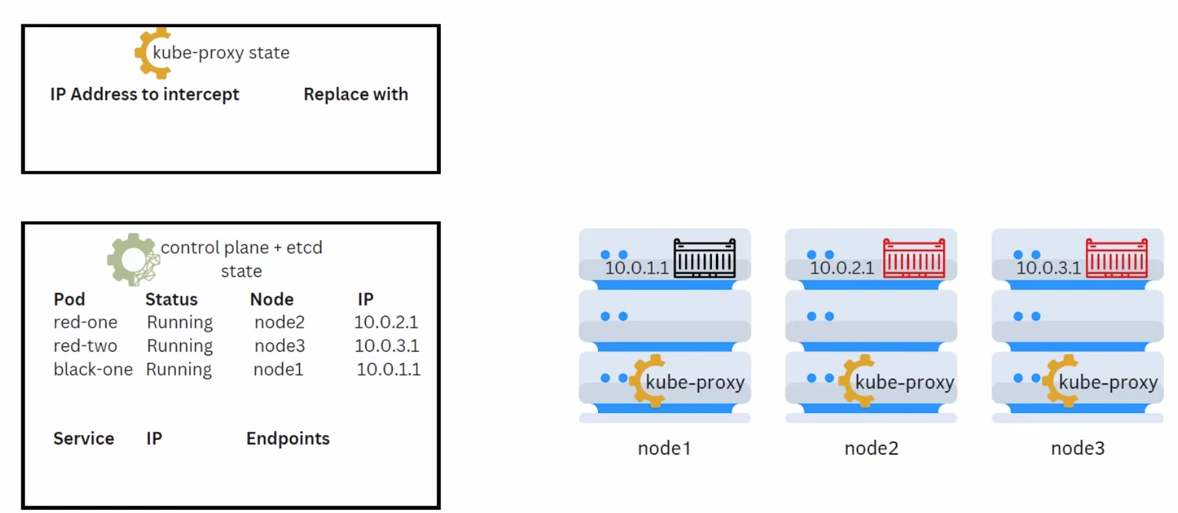 kube-proxy state
IP Address to intercept Replace with
control plane + etcd
state
Pod Status Node IP
red-one Running node2 10.0.2.1
red-two Running node3 10.0.3.1
black-one Running node1 10.0.1.1
Service IP Endpoints
10.0.1.1 10.0.2.1 10.0.3.1
kube-proxy kube-proxy kube-proxy
node1 node2 node3